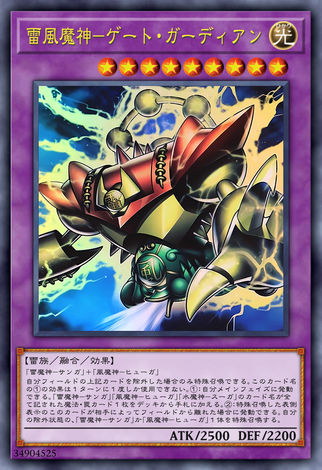 雷風魔神-ゲート・ガーディアン
光
【雷族／融合／効果】
「雷魔神-サンガ」+「風魔神-ヒューガ」
自分フィールドの上記カードを除外した場合のみ特殊召喚できる。このカード名
の①の効果は1ターンに1度しか使用できない。①：自分メインフェイズに発動
できる。「雷魔神-サンガ」「風魔神-ヒューガ」「水魔神-スーガ」のカード名が全
て記された魔法・罠カード1枚をデッキから手札に加える。②：特殊召喚した表側
表示のこのカードが相手によってフィールドから離れた場合に発動できる。自分
の除外状態の、「雷魔神-サンガ」か「風魔神-ヒューガ」1体を特殊召喚する。
ATK/2500 DEF/2200
34904525